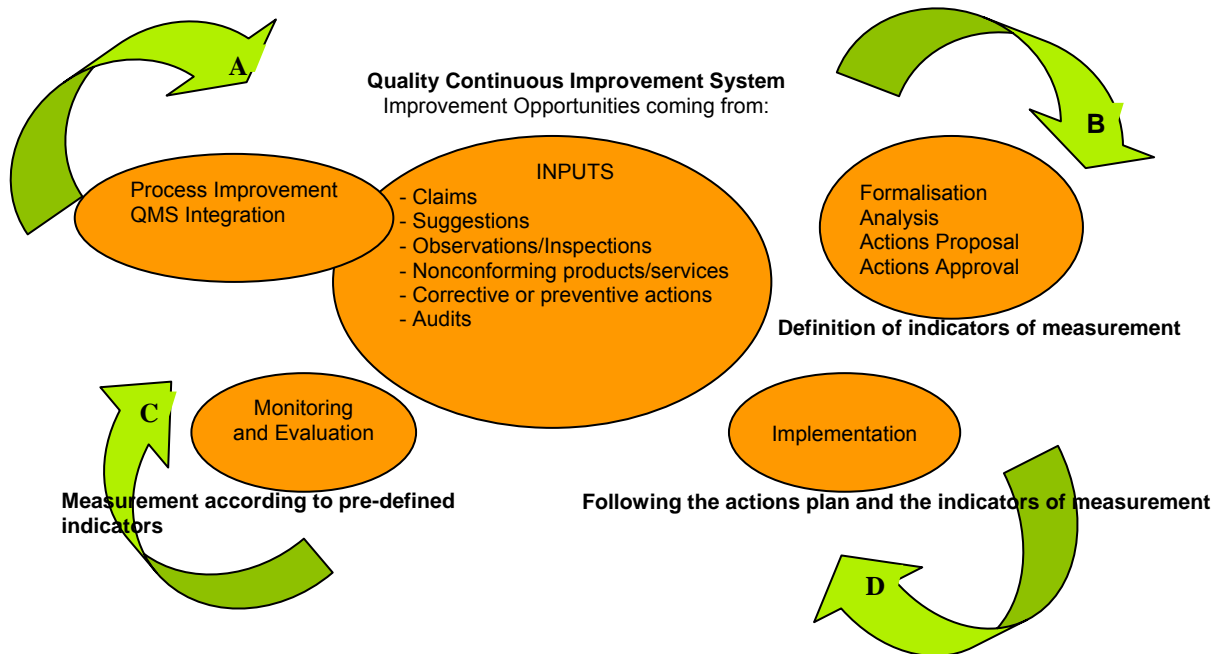 A
Quality Continuous Improvement System
Improvement Opportunities coming from:
B
Process Improvement
QMS Integration
INPUTS
- Claims
- Suggestions
- Observations/Inspections
- Nonconforming products/services
- Corrective or preventive actions
- Audits
Formalisation
Analysis
Actions Proposal
Actions Approval
Definition of indicators of measurement
C
Monitoring
and Evaluation
Measurement according to pre-defined
indicators
Implementation
Following the actions plan and the indicators of measurement
D